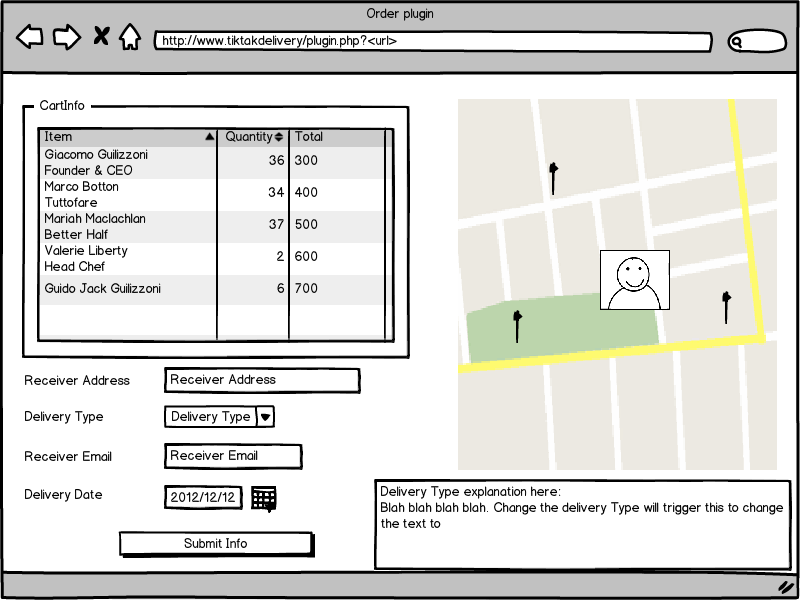 Order plugin
http://www.tiktakdelivery/plugin.php?<url>
CartInfo
Item Quantity Total
Giacomo Guilizzoni
Founder & CEO 36 300
Marco Botton
Tuttofare 34 400
Mariah Maclachlan
Better Half 37 500
Valerie Liberty
Head Chef 2 600
Guido Jack Guilizzoni 6 700
Receiver Address Receiver Address
Delivery Type Delivery Type
Receiver Email Receiver Email
Delivery Date 2012/12/12
Submit Info
Delivery Type explanation here:
Blah blah blah blah. Change the delivery Type will trigger this to change
the text to